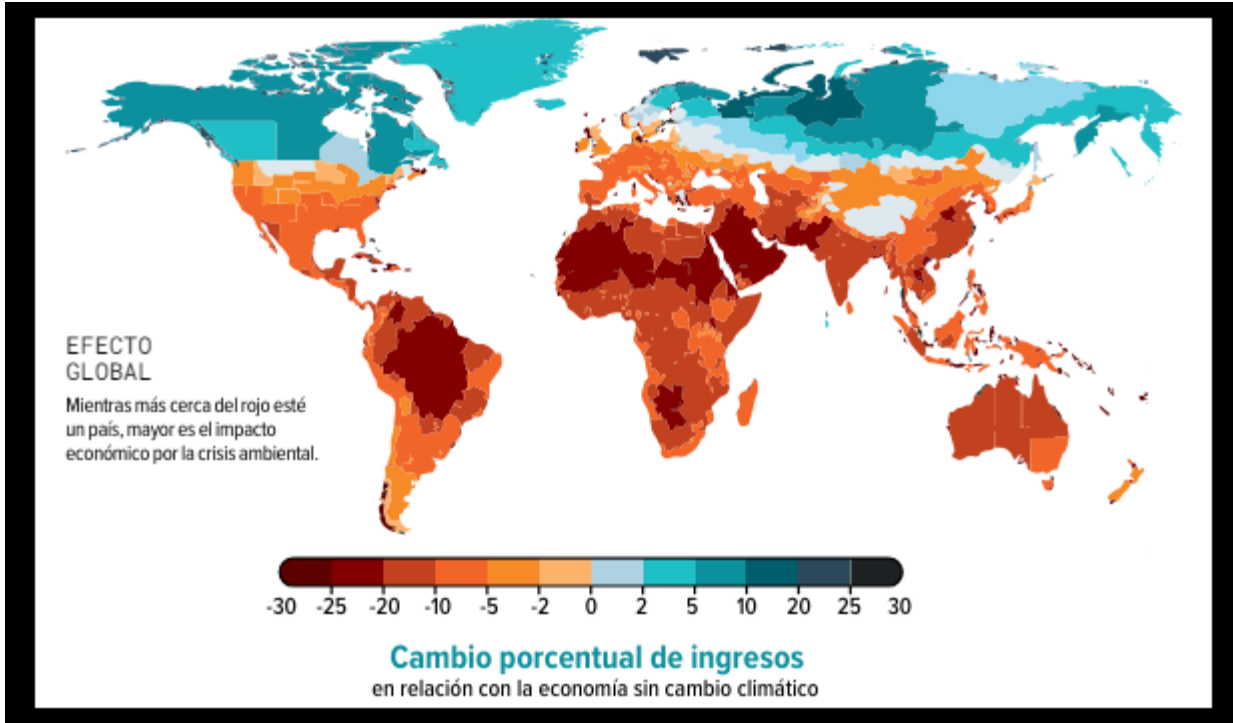 EFECTO
GLOBAL
Mientras más cerca del rojo esté
un país, mayor es el impacto
económico por la crisis ambiental.
-30 -25 -20 -10 -5 -2 0 2 5 10 20 25 30
Cambio porcentual de ingresos
en relación con la economía sin cambio climático